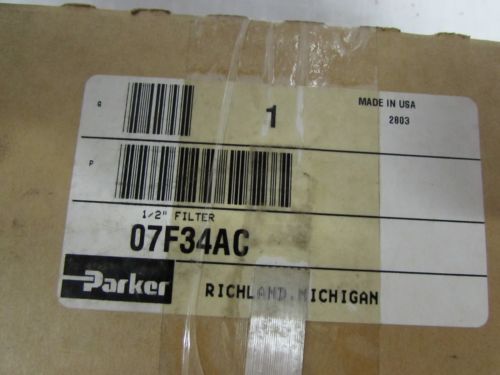 Q
1
MADE IN USA
2803
P
1/2" FILTER
07F34AC
Parker
RICHLAND, MICHIGAN